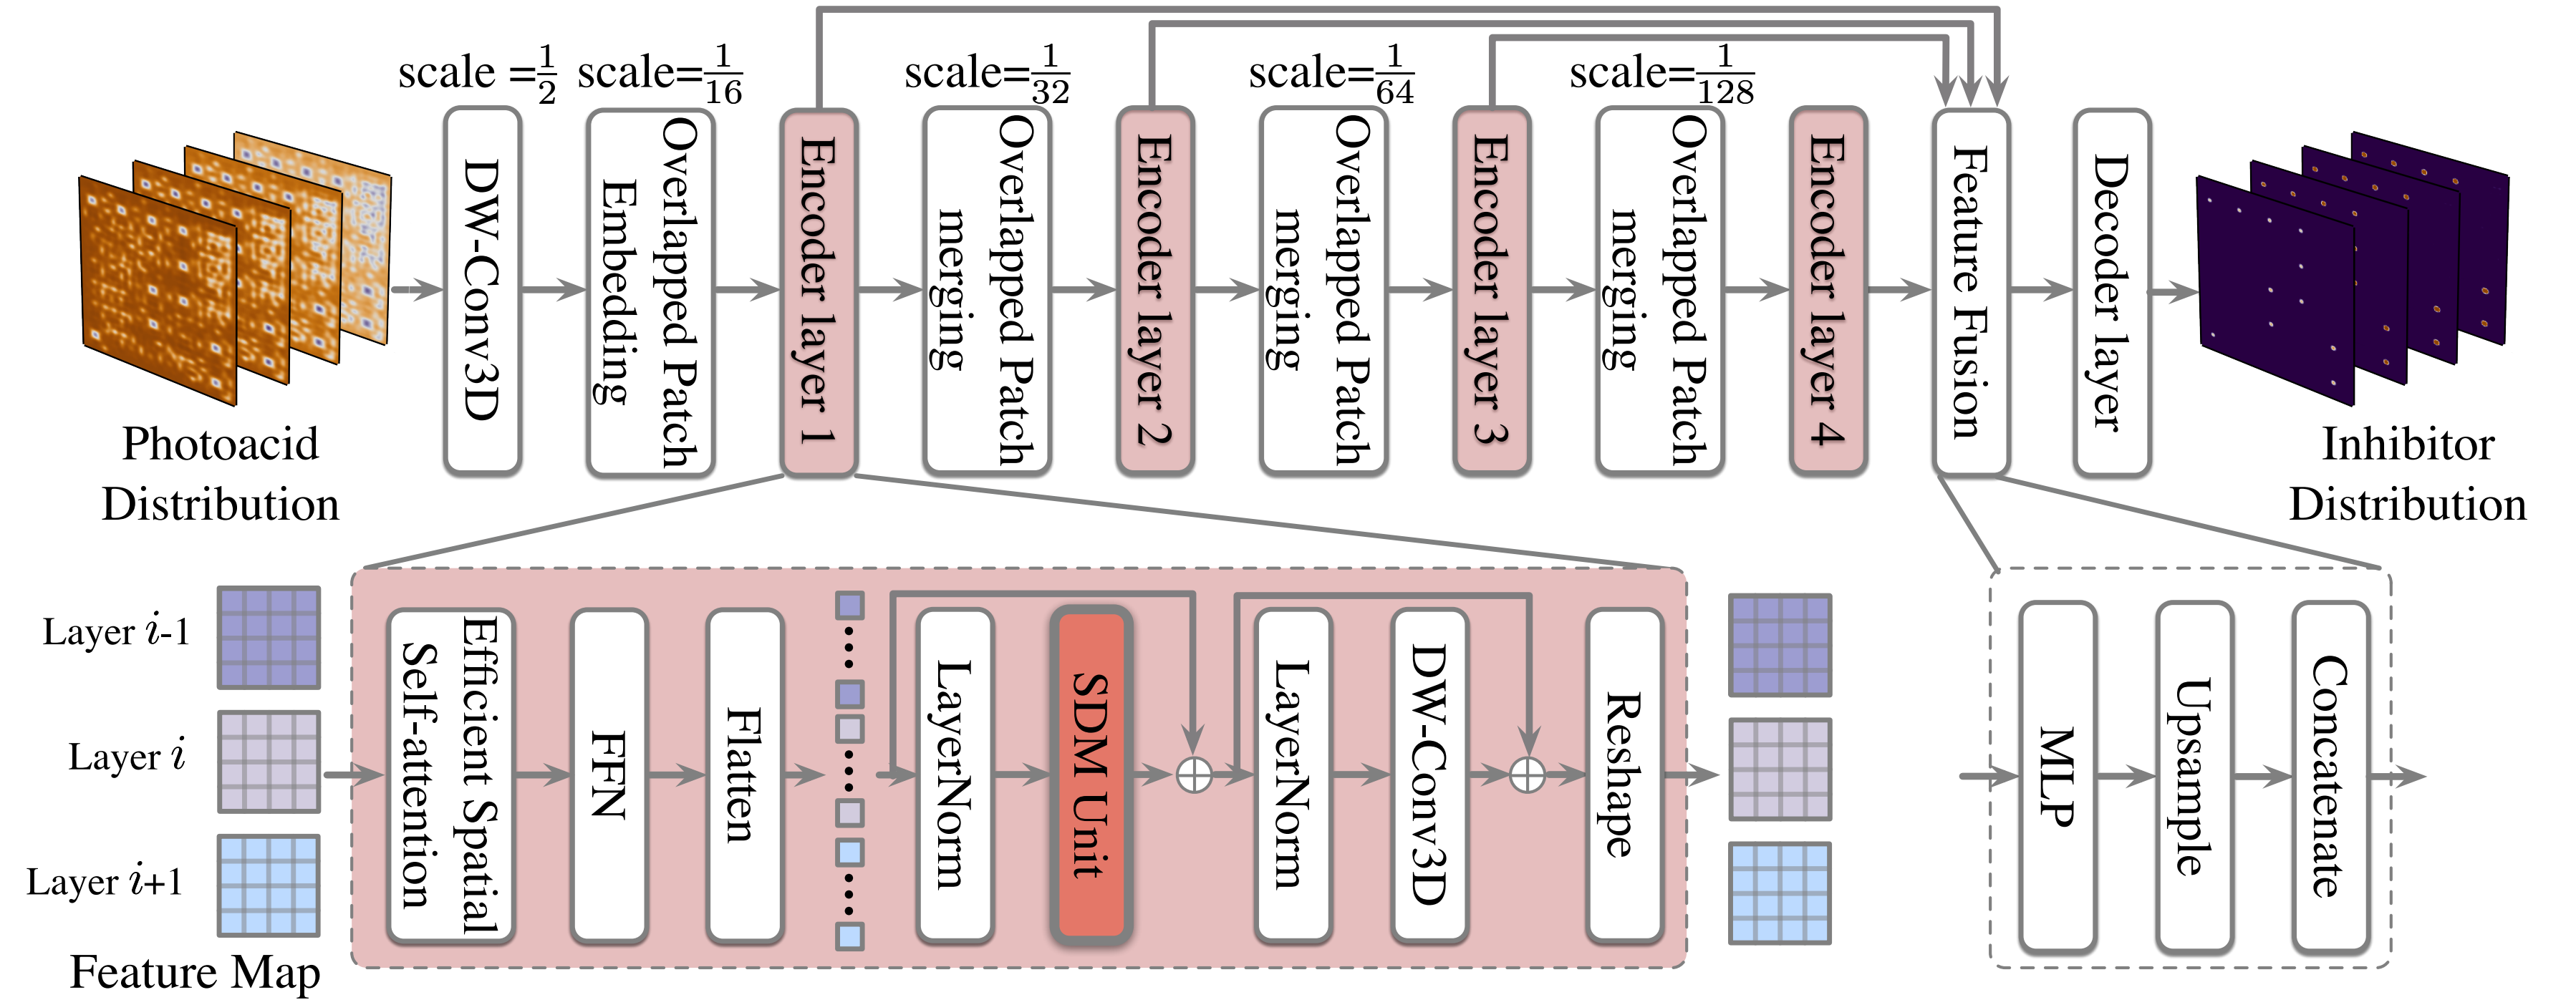 scale =1/2
scale=1/16
scale=1/32
scale=1/64
scale=1/128
DW-Conv3D
Overlapped Patch
Embedding
Encoder layer 1
Overlapped Patch
merging
Encoder layer 2
Overlapped Patch
merging
Encoder layer 3
Overlapped Patch
merging
Encoder layer 4
Feature Fusion
Decoder layer
Photoacid
Distribution
Inhibitor
Distribution
Layer i-1
Layer i
Layer i+1
Feature Map
Efficient Spatial
Self-attention
FFN
Flatten
LayerNorm
SDM Unit
LayerNorm
DW-Conv3D
Reshape
MLP
Upsample
Concatenate